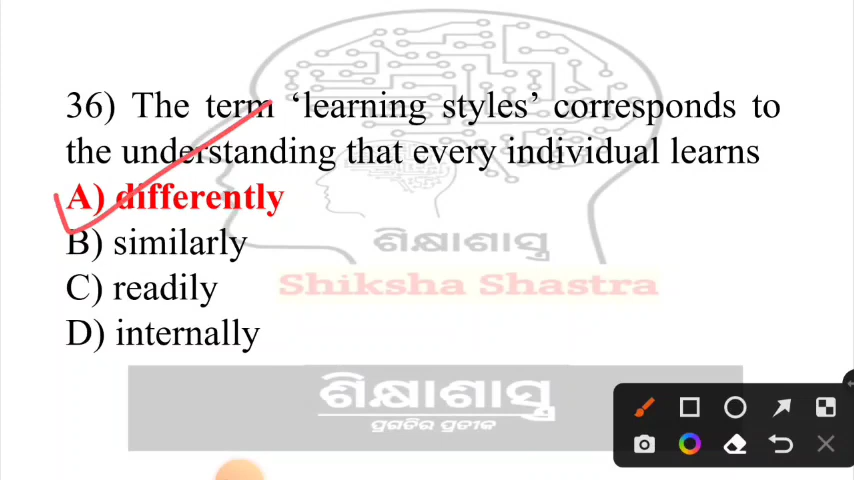 36) The term ‘learning styles’ corresponds to
the understanding that every individual learns
A) differently
B) similarly
C) readily
D) internally
ଶିକ୍ଷାଶାସ୍ତ୍ର
Shiksha Shastra
ଶିକ୍ଷାଶାସ୍ତ୍ର
ପ୍ରଗତିର ପ୍ରତୀକ